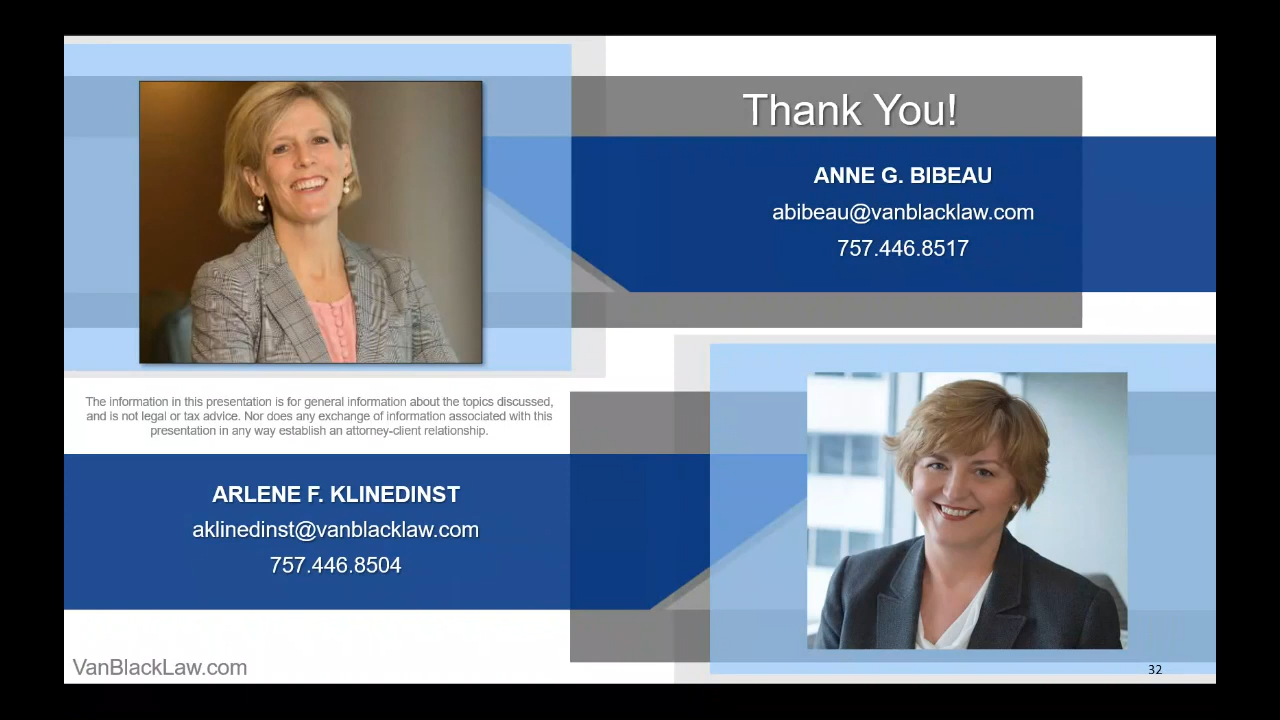 Thank You!
ANNE G. BIBEAU
abibeau@vanblacklaw.com
757.446.8517
The information in this presentation is for general information about the topics discussed,
and is not legal or tax advice. Nor does any exchange of information associated with this
presentation in any way establish an attorney-client relationship.
ARLENE F. KLINEDINST
aklinedinst@vanblacklaw.com
757.446.8504
VanBlackLaw.com
32